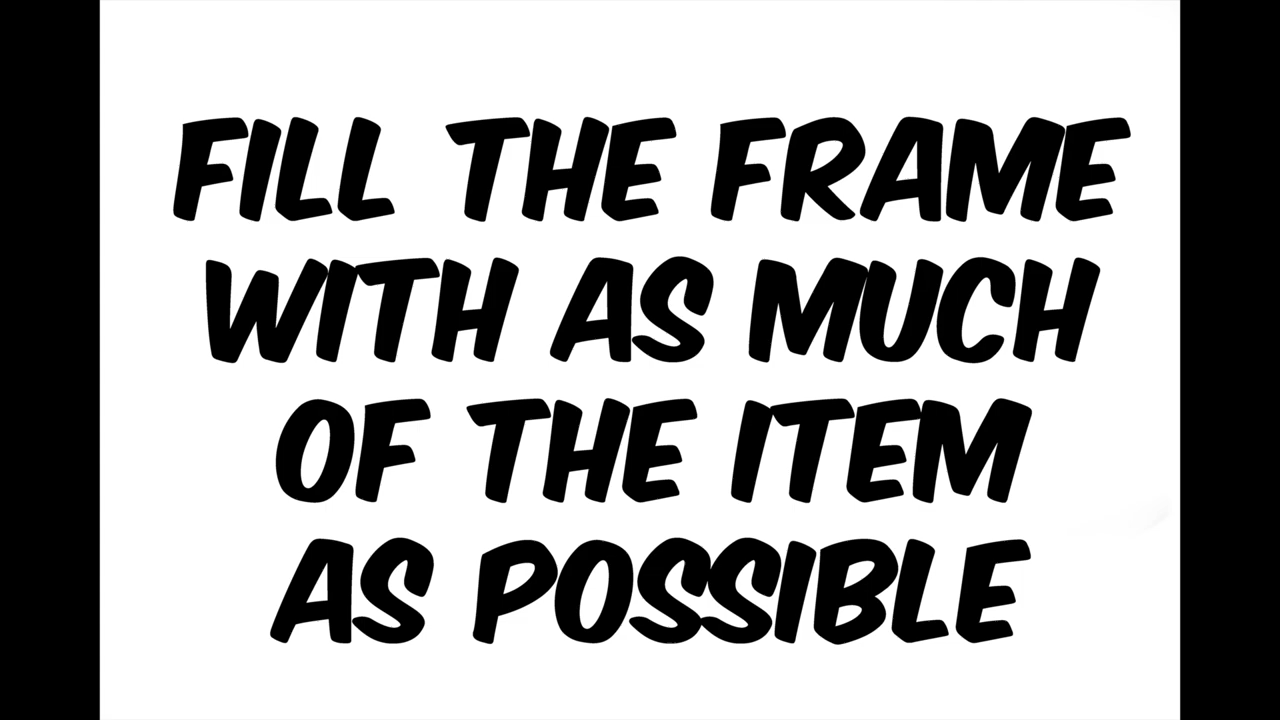 FILL THE FRAME
WITH AS MUCH
OF THE ITEM
AS POSSIBLE